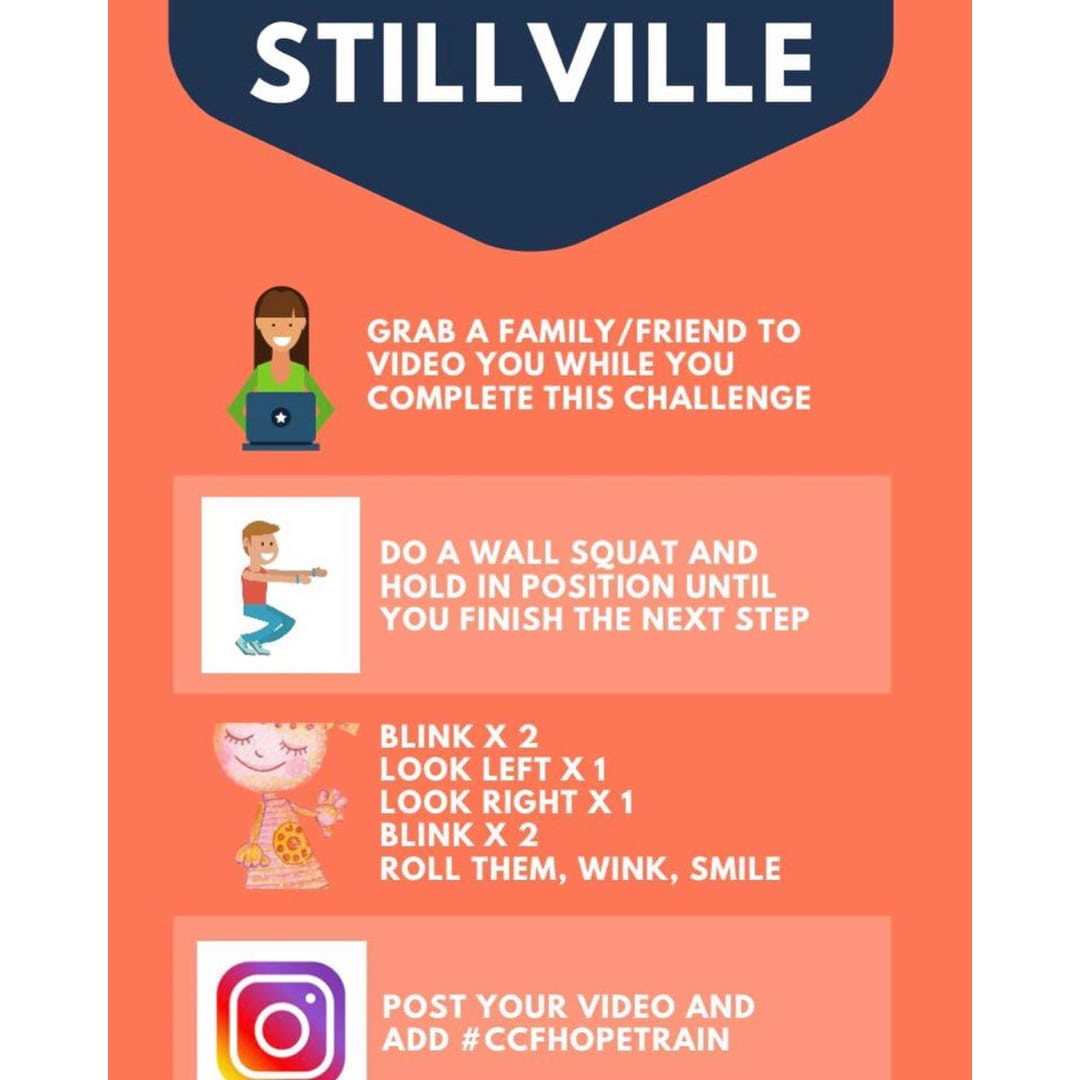 STILLVILLE
GRAB A FAMILY/FRIEND TO
VIDEO YOU WHILE YOU
COMPLETE THIS CHALLENGE
DO A WALL SQUAT AND
HOLD IN POSITION UNTIL
YOU FINISH THE NEXT STEP
BLINK X 2
LOOK LEFT X 1
LOOK RIGHT X 1
BLINK X 2
ROLL THEM, WINK, SMILE
POST YOUR VIDEO AND
ADD #CCFHOPETRAIN